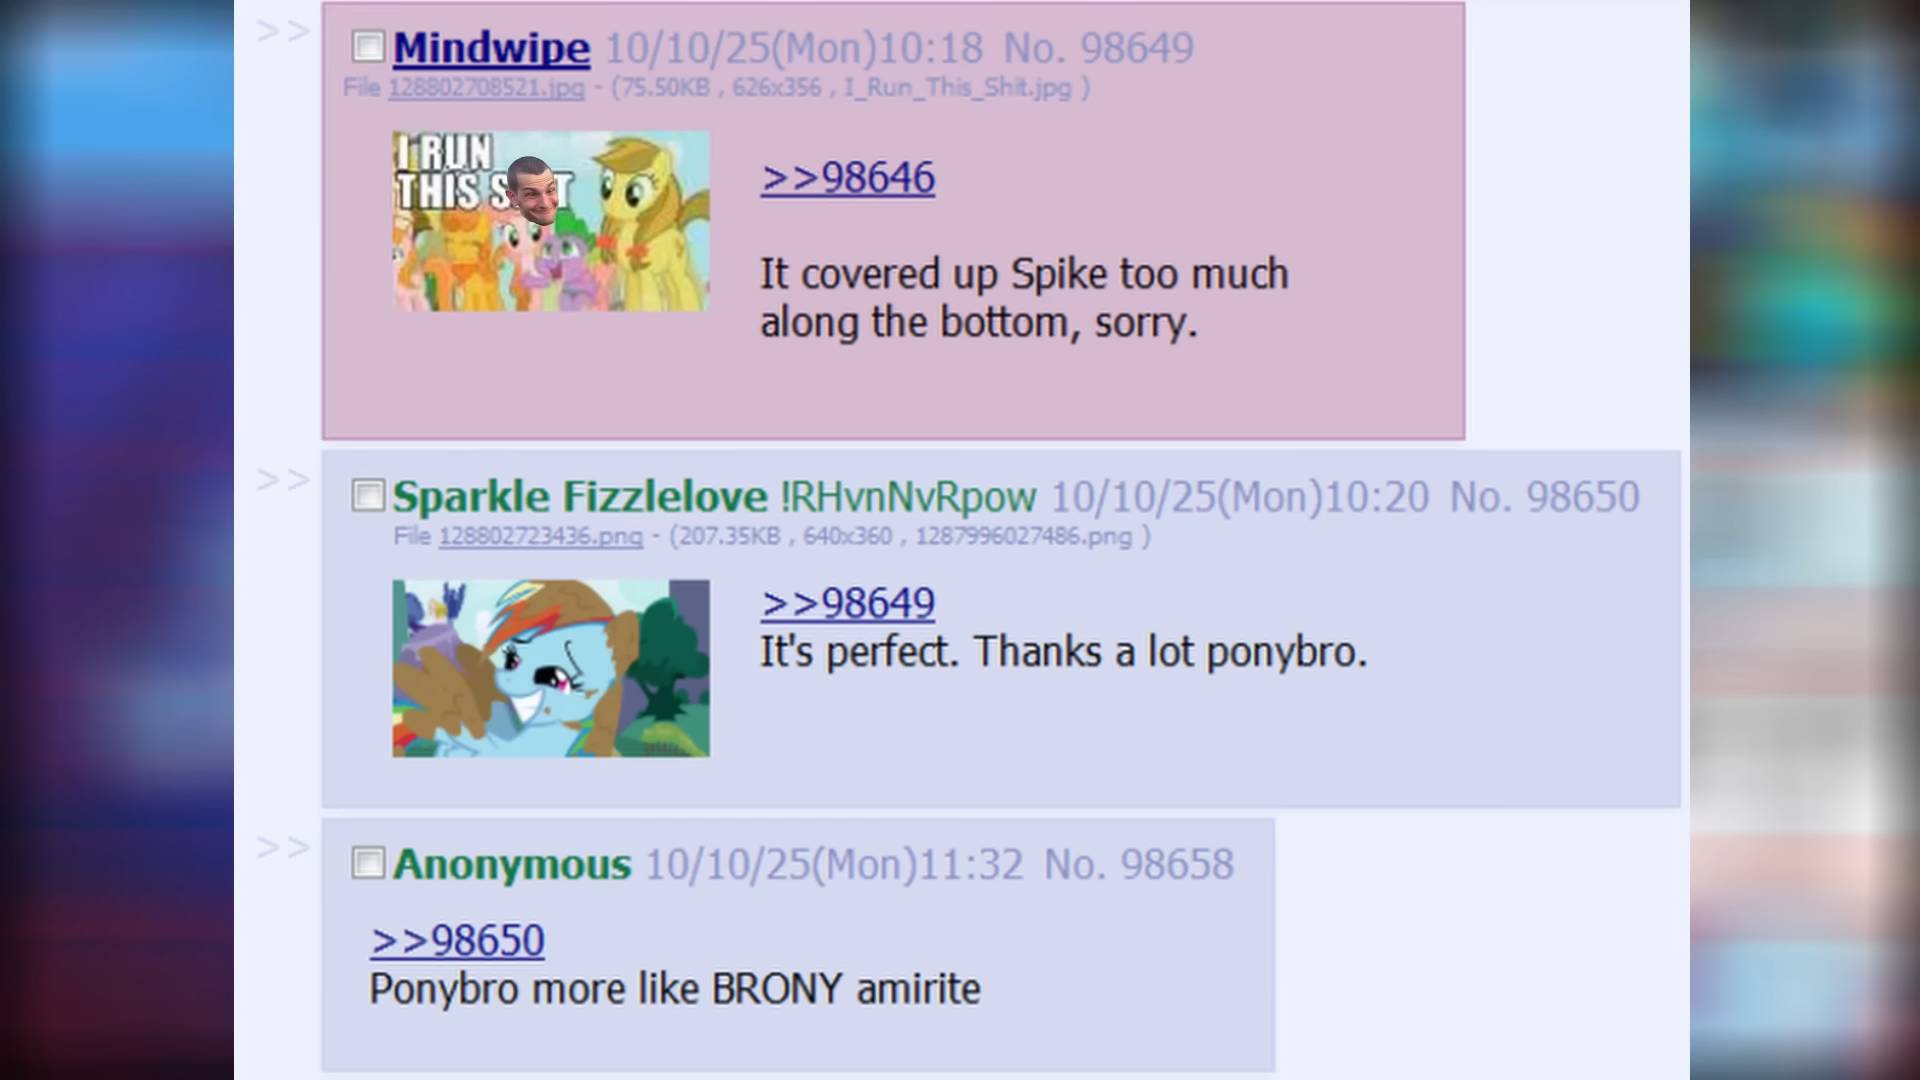 >> Mindwipe 10/10/25(Mon)10:18 No. 98649
File 128802708521.jpg - (75.50KB , 626x356 , I_Run_This_Shit.jpg )
I RUN
THIS S T
>>98646
It covered up Spike too much
along the bottom, sorry.
>> Sparkle Fizzlelove !RHvnNvRpow 10/10/25(Mon)10:20 No. 98650
File 128802723436.png - (207.35KB , 640x360 , 1287996027486.png )
>>98649
It's perfect. Thanks a lot ponybro.
>> Anonymous 10/10/25(Mon)11:32 No. 98658
>>98650
Ponybro more like BRONY amirite